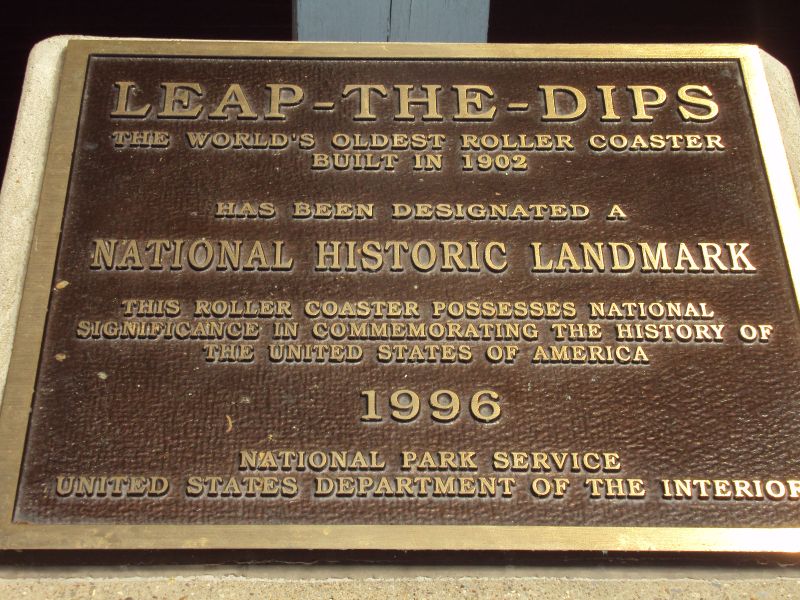 LEAP-THE-DIPS
THE WORLD'S OLDEST ROLLER COASTER
BUILT IN 1902
HAS BEEN DESIGNATED A
NATIONAL HISTORIC LANDMARK
THIS ROLLER COASTER POSSESSES NATIONAL
SIGNIFICANCE IN COMMEMORATING THE HISTORY OF
THE UNITED STATES OF AMERICA
1996
NATIONAL PARK SERVICE
UNITED STATES DEPARTMENT OF THE INTERIOR